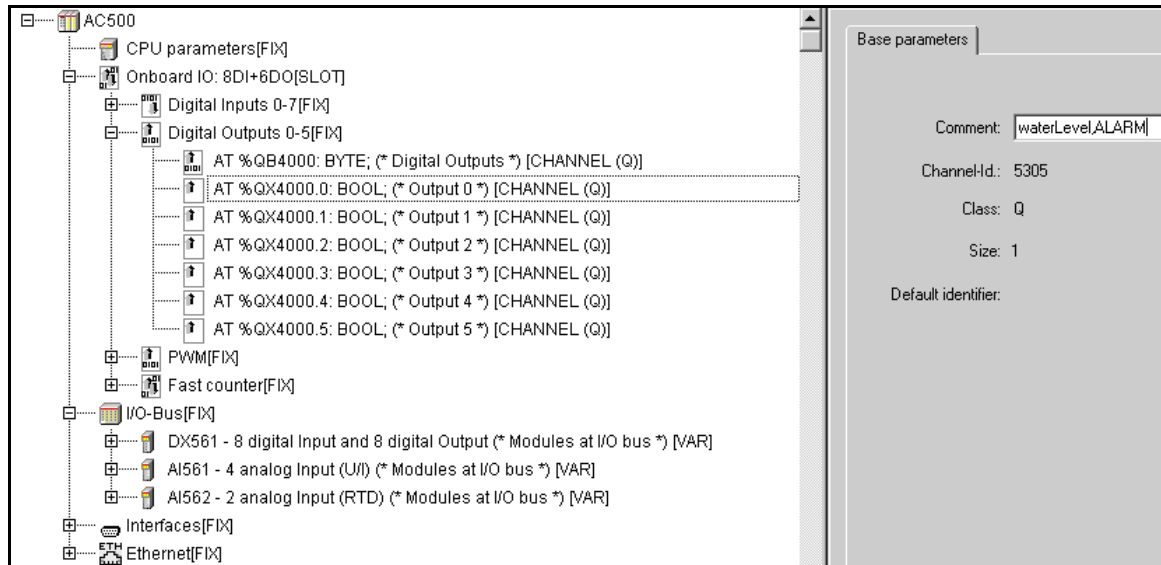 AC500
CPU parameters[FIX]
Onboard IO: 8DI+6DO[SLOT]
Digital Inputs 0-7[FIX]
Digital Outputs 0-5[FIX]
AT %QB4000: BYTE; (* Digital Outputs *) [CHANNEL (Q)]
AT %QX4000.0: BOOL; (* Output 0 *) [CHANNEL (Q)]
AT %QX4000.1: BOOL; (* Output 1 *) [CHANNEL (Q)]
AT %QX4000.2: BOOL; (* Output 2 *) [CHANNEL (Q)]
AT %QX4000.3: BOOL; (* Output 3 *) [CHANNEL (Q)]
AT %QX4000.4: BOOL; (* Output 4 *) [CHANNEL (Q)]
AT %QX4000.5: BOOL; (* Output 5 *) [CHANNEL (Q)]
PWM[FIX]
Fast counter[FIX]
I/O-Bus[FIX]
DX561 - 8 digital Input and 8 digital Output (* Modules at I/O bus *) [VAR]
AI561 - 4 analog Input (U/I) (* Modules at I/O bus *) [VAR]
AI562 - 2 analog Input (RTD) (* Modules at I/O bus *) [VAR]
Interfaces[FIX]
ETH Ethernet[FIX]
Base parameters
Comment: waterLevel,ALARM
Channel-Id.: 5305
Class: Q
Size: 1
Default identifier: